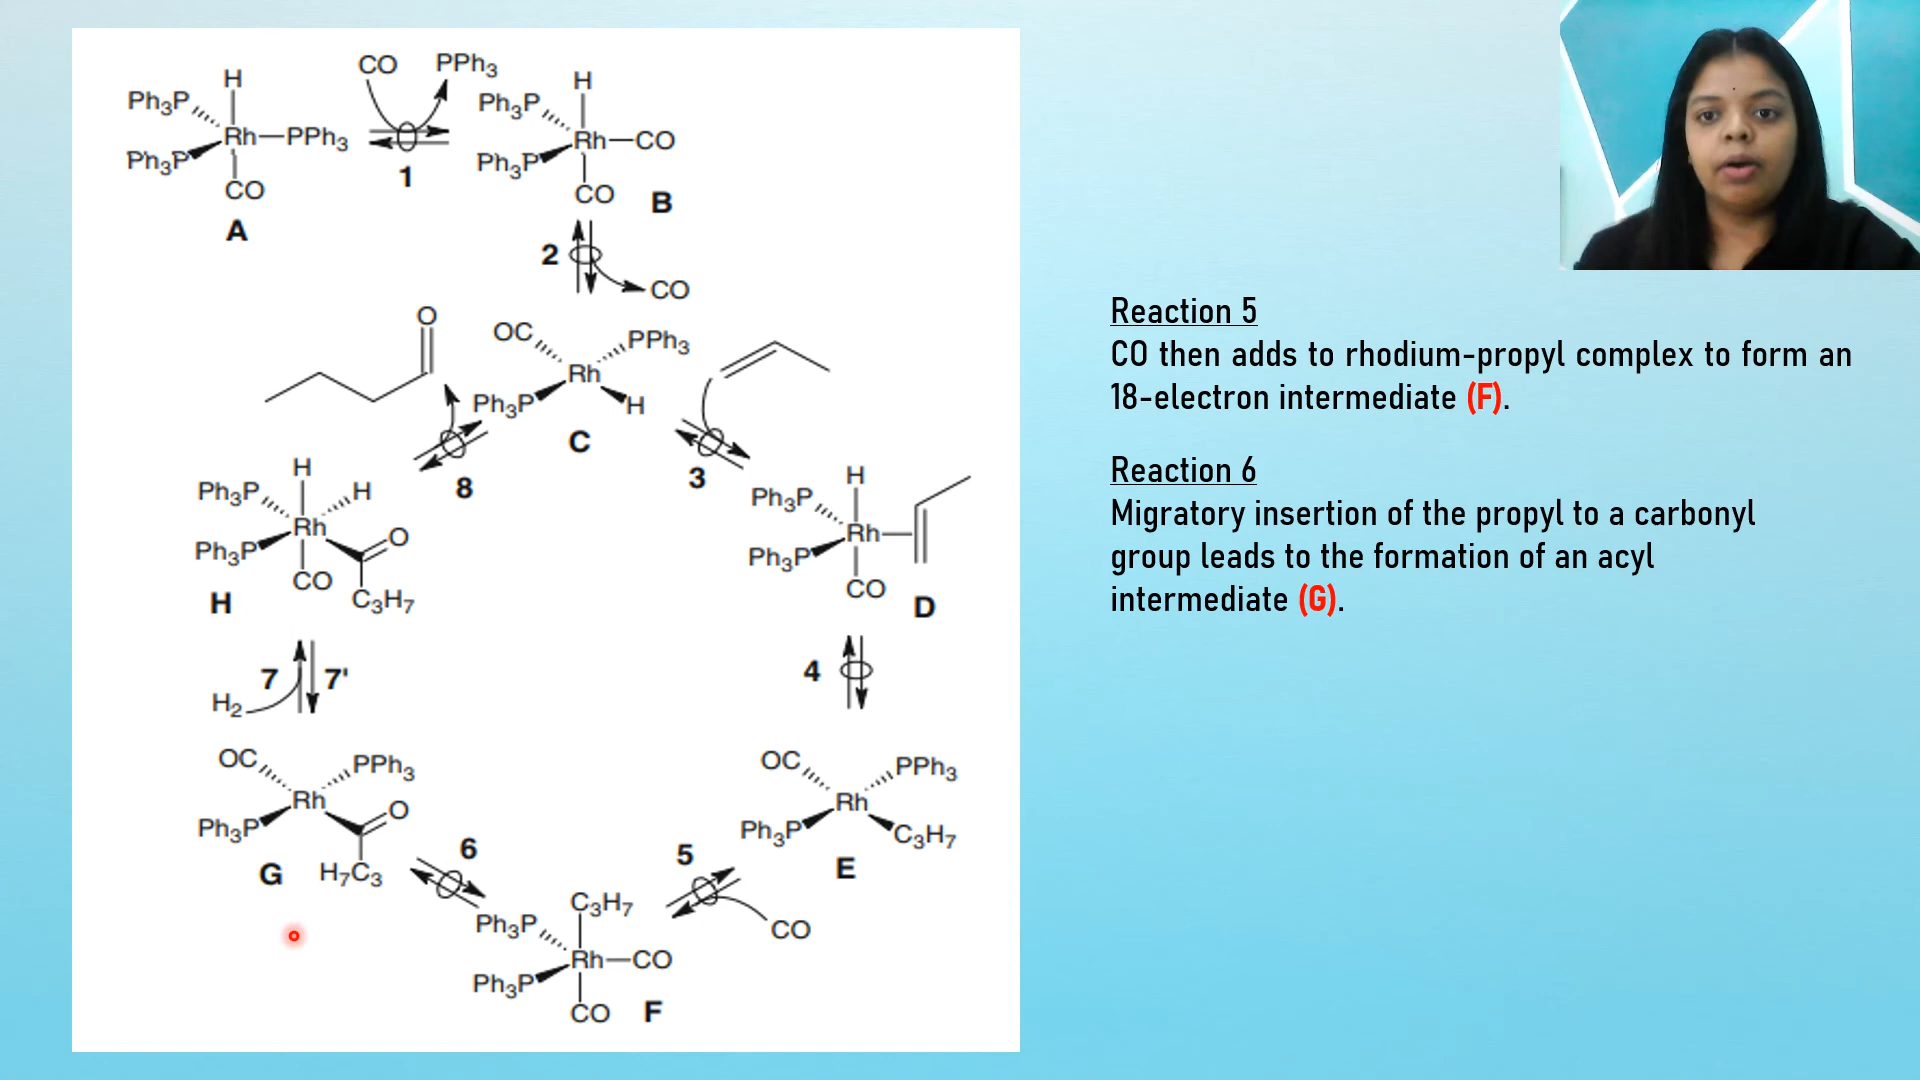 CO PPh3
H
Ph3P
Rh—PPh3
Ph3P
CO
A
1
H
Ph3P
Rh—CO
Ph3P
CO
B
2
CO
O
OC
PPh3
Rh
Ph3P
H
C
3
8
H
Ph3P
H
Rh
O
Ph3P
CO
C3H7
H
H
Ph3P
Rh
Ph3P
CO
D
4
7 7'
H2
OC
PPh3
Rh
O
Ph3P
G
H7C3
OC
PPh3
Rh
Ph3P
C3H7
E
6
5
CO
C3H7
Ph3P
Rh—CO
Ph3P
CO
F
Reaction 5
CO then adds to rhodium-propyl complex to form an
18-electron intermediate (F).
Reaction 6
Migratory insertion of the propyl to a carbonyl
group leads to the formation of an acyl
intermediate (G).